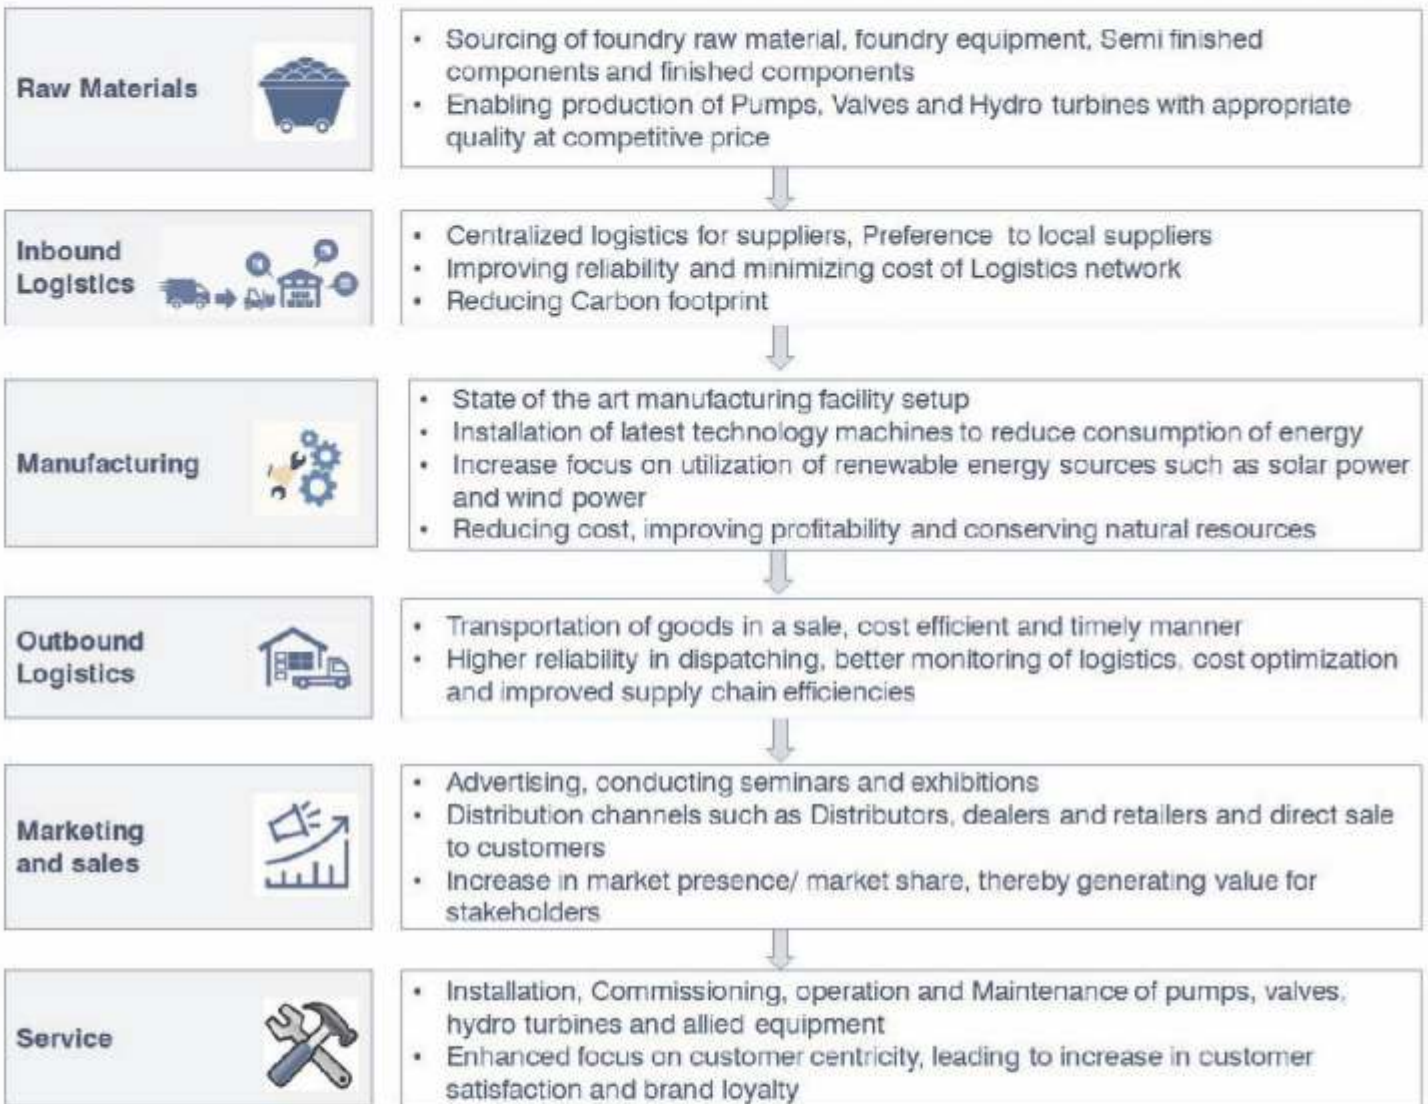 Raw Materials
• Sourcing of foundry raw material, foundry equipment, Semi finished
components and finished components
• Enabling production of Pumps, Valves and Hydro turbines with appropriate
quality at competitive price
Inbound
Logistics
• Centralized logistics for suppliers, Preference to local suppliers
• Improving reliability and minimizing cost of Logistics network
• Reducing Carbon footprint
Manufacturing
• State of the art manufacturing facility setup
• Installation of latest technology machines to reduce consumption of energy
• Increase focus on utilization of renewable energy sources such as solar power
and wind power
• Reducing cost, improving profitability and conserving natural resources
Outbound
Logistics
• Transportation of goods in a sale, cost efficient and timely manner
• Higher reliability in dispatching, better monitoring of logistics, cost optimization
and improved supply chain efficiencies
Marketing
and sales
• Advertising, conducting seminars and exhibitions
• Distribution channels such as Distributors, dealers and retailers and direct sale
to customers
• Increase in market presence/ market share, thereby generating value for
stakeholders
Service
• Installation, Commissioning, operation and Maintenance of pumps, valves,
hydro turbines and allied equipment
• Enhanced focus on customer centricity, leading to increase in customer
satisfaction and brand loyalty